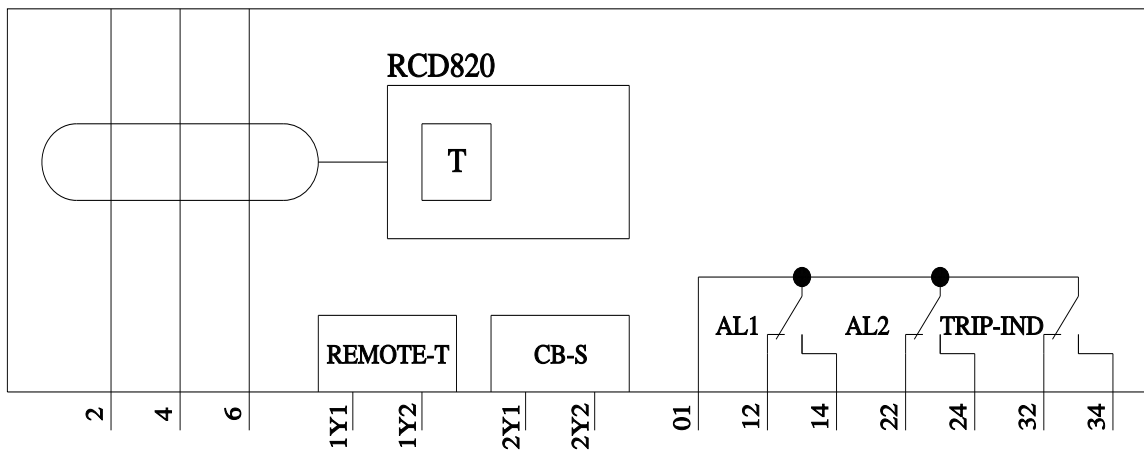 RCD820
T
AL1
AL2
TRIP-IND
REMOTE-T
CB-S
2
4
6
1Y1
1Y2
2Y1
2Y2
01
12
14
22
24
32
34